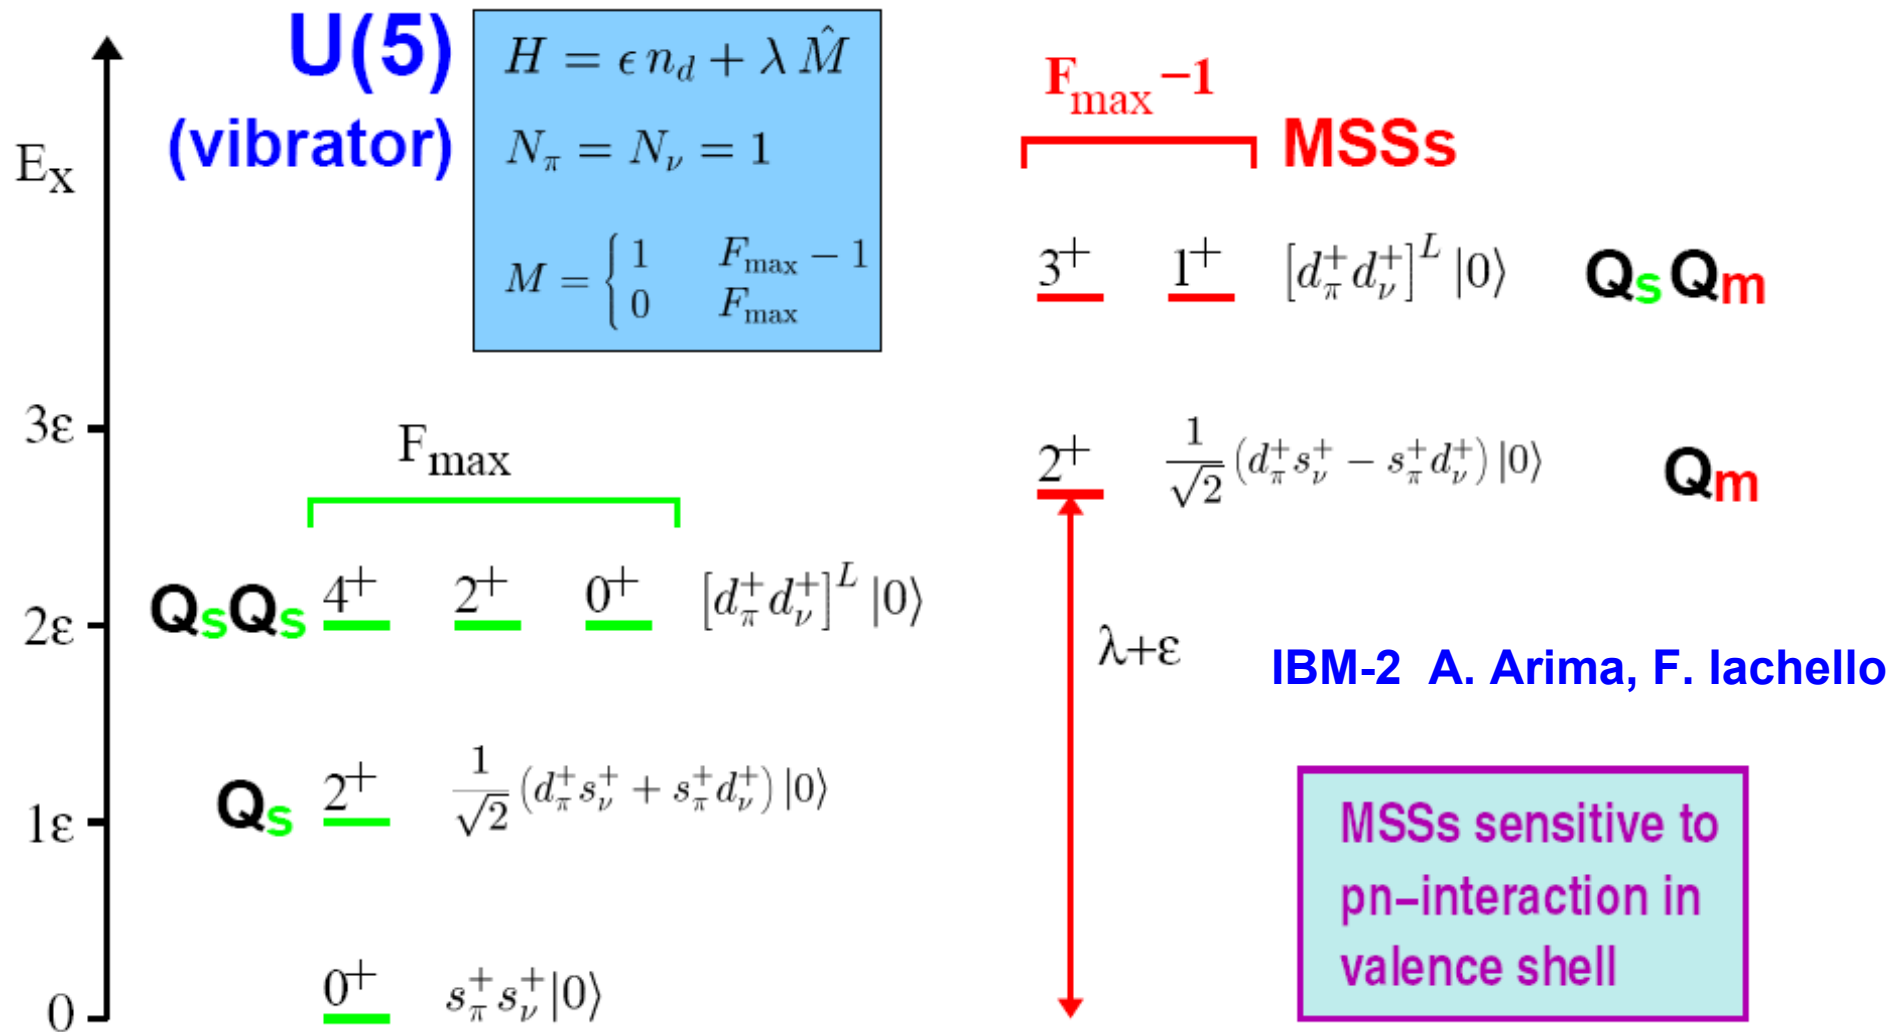 U(5)
(vibrator)
H = ϵ n_d + λ M̂
N_π = N_ν = 1
M = { 1 F_max − 1
0 F_max
E_x
3ε
2ε
1ε
0
F_max
Q_sQ_s 4⁺ 2⁺ 0⁺ [d_π⁺ d_ν⁺]^L |0⟩
Q_s 2⁺ 1/√2 (d_π⁺ s_ν⁺ + s_π⁺ d_ν⁺) |0⟩
0⁺ s_π⁺ s_ν⁺ |0⟩
F_max −1
MSSs
3⁺ 1⁺ [d_π⁺ d_ν⁺]^L |0⟩ Q_s Q_m
2⁺ 1/√2 (d_π⁺ s_ν⁺ − s_π⁺ d_ν⁺) |0⟩ Q_m
λ+ε
IBM-2 A. Arima, F. Iachello
MSSs sensitive to
pn−interaction in
valence shell